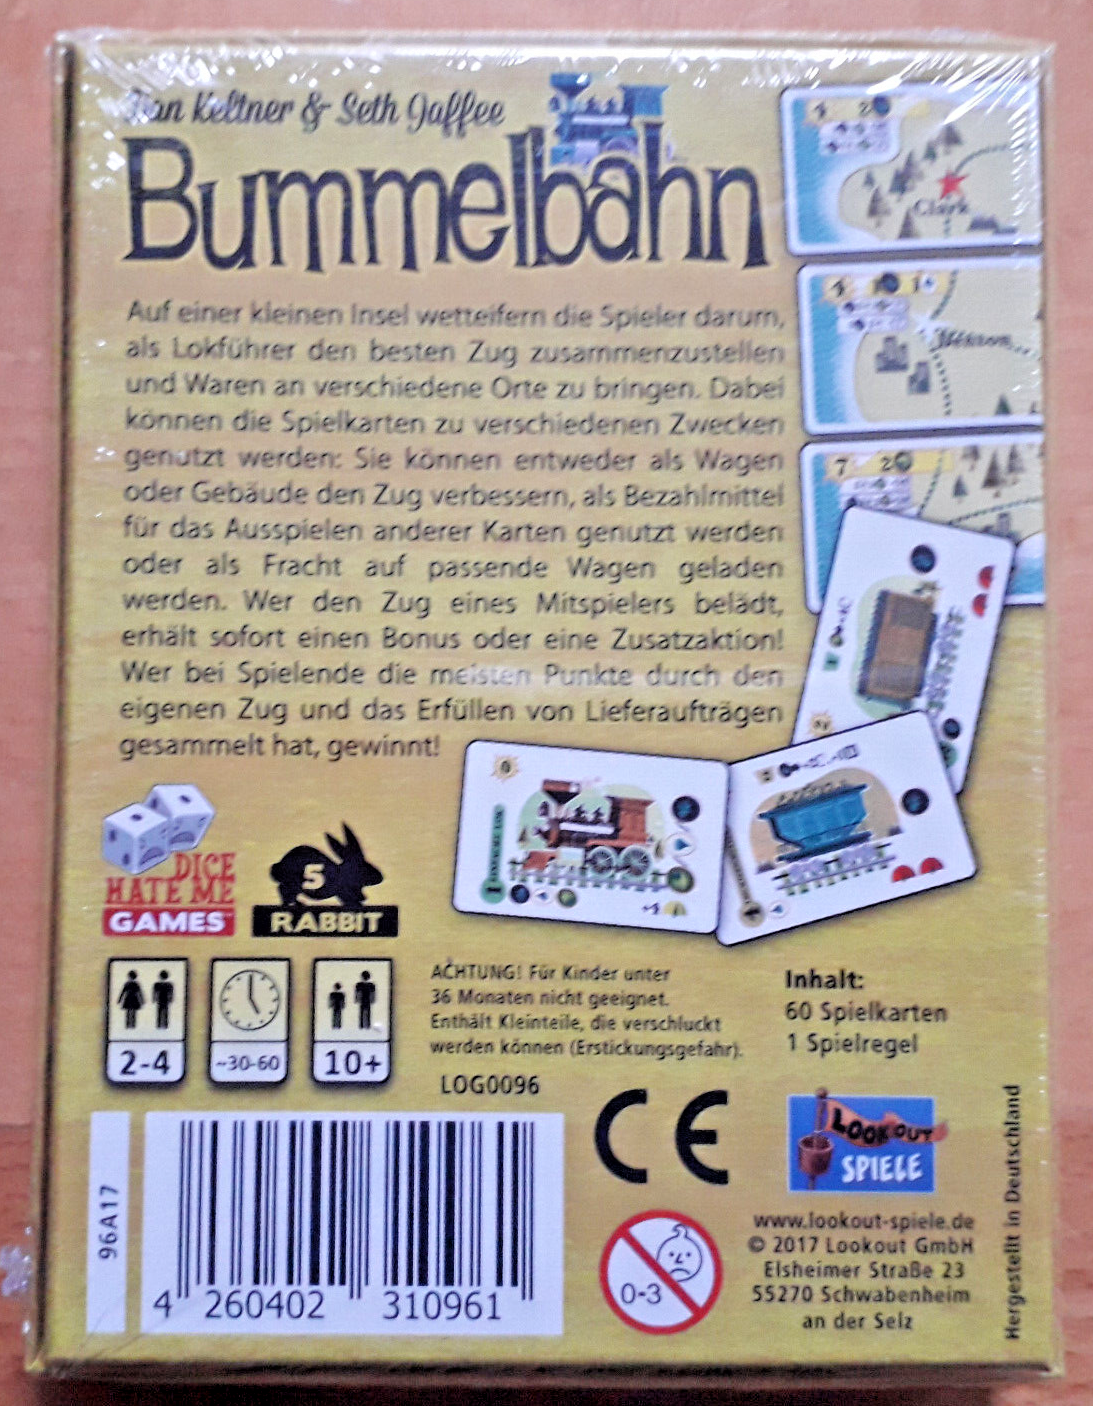 Dan Keltner & Seth Jaffee
Bummelbahn
Auf einer kleinen Insel wetteifern die Spieler darum,
als Lokführer den besten Zug zusammenzustellen
und Waren an verschiedene Orte zu bringen. Dabei
können die Spielkarten zu verschiedenen Zwecken
genutzt werden: Sie können entweder als Wagen
oder Gebäude den Zug verbessern, als Bezahlmittel
für das Ausspielen anderer Karten genutzt werden
oder als Fracht auf passende Wagen geladen
werden. Wer den Zug eines Mitspielers belädt,
erhält sofort einen Bonus oder eine Zusatzaktion!
Wer bei Spielende die meisten Punkte durch den
eigenen Zug und das Erfüllen von Lieferaufträgen
gesammelt hat, gewinnt!
Clark
7 2
DICE
HATE ME
GAMES™
5
RABBIT
2-4
~30-60
10+
ACHTUNG! Für Kinder unter
36 Monaten nicht geeignet.
Enthält Kleinteile, die verschluckt
werden können (Erstickungsgefahr).
LOG0096
Inhalt:
60 Spielkarten
1 Spielregel
CE
LOOKOUT
SPIELE
96A17
4 260402 310961
0-3
www.lookout-spiele.de
© 2017 Lookout GmbH
Elsheimer Straße 23
55270 Schwabenheim
an der Selz
Hergestellt in Deutschland